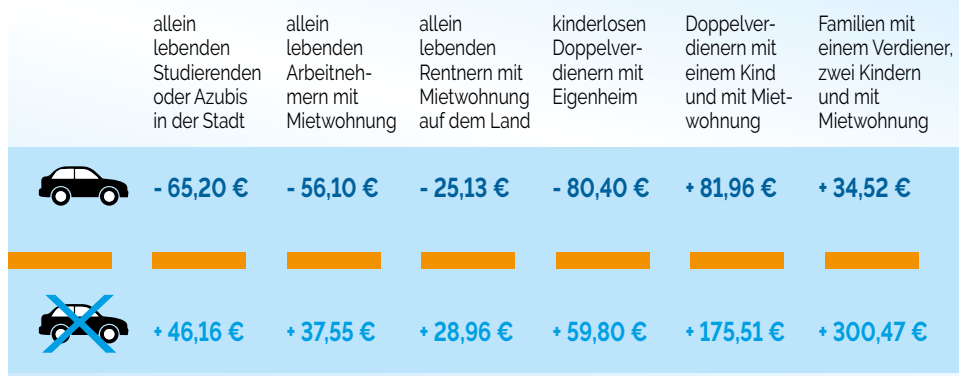 allein
lebenden
Studierenden
oder Azubis
in der Stadt
allein
lebenden
Arbeitneh-
mern mit
Mietwohnung
allein
lebenden
Rentnern mit
Mietwohnung
auf dem Land
kinderlosen
Doppelver-
dienern mit
Eigenheim
Doppelver-
dienern mit
einem Kind
und mit Miet-
wohnung
Familien mit
einem Verdiener,
zwei Kindern
und mit
Mietwohnung
- 65,20 € - 56,10 € - 25,13 € - 80,40 € + 81,96 € + 34,52 €
+ 46,16 € + 37,55 € + 28,96 € + 59,80 € + 175,51 € + 300,47 €